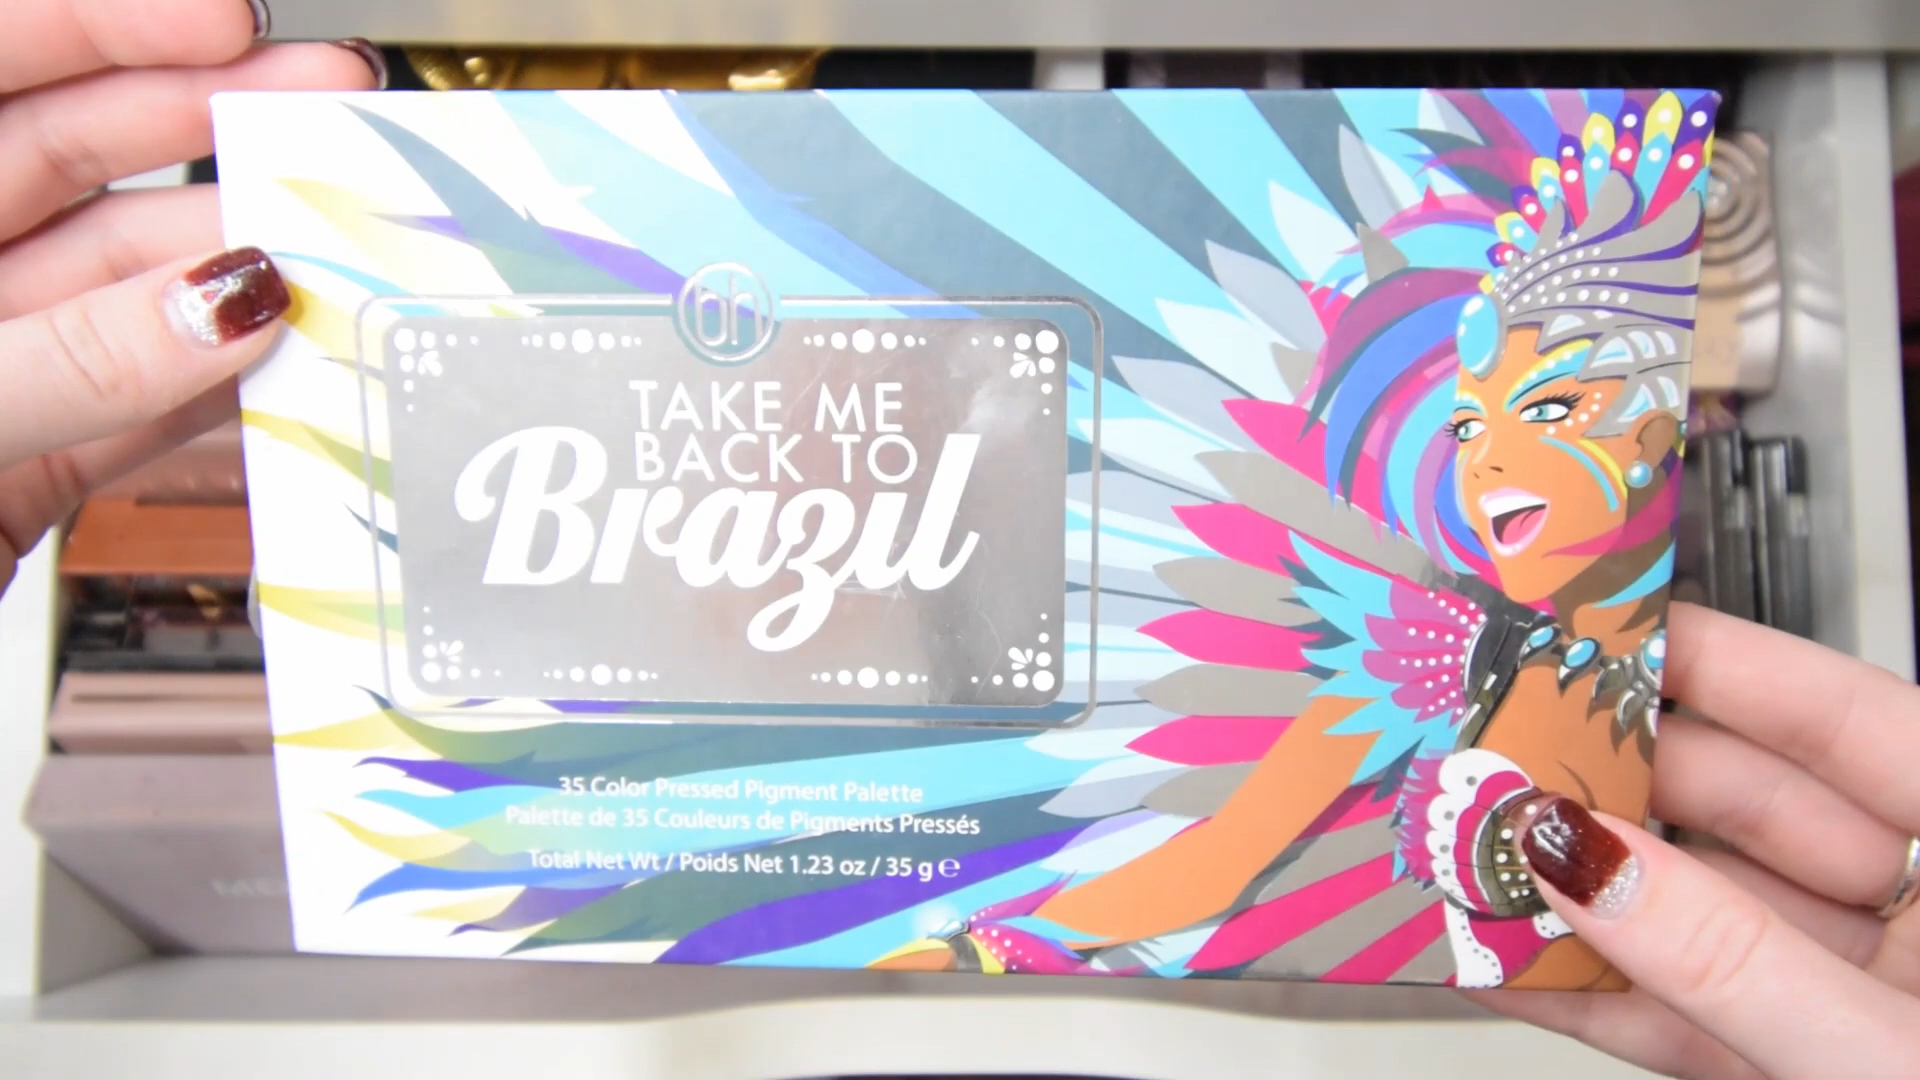 bh
TAKE ME
BACK TO
Brazil
35 Color Pressed Pigment Palette
Palette de 35 Couleurs de Pigments Pressés
Total Net Wt / Poids Net 1.23 oz / 35 g ℮